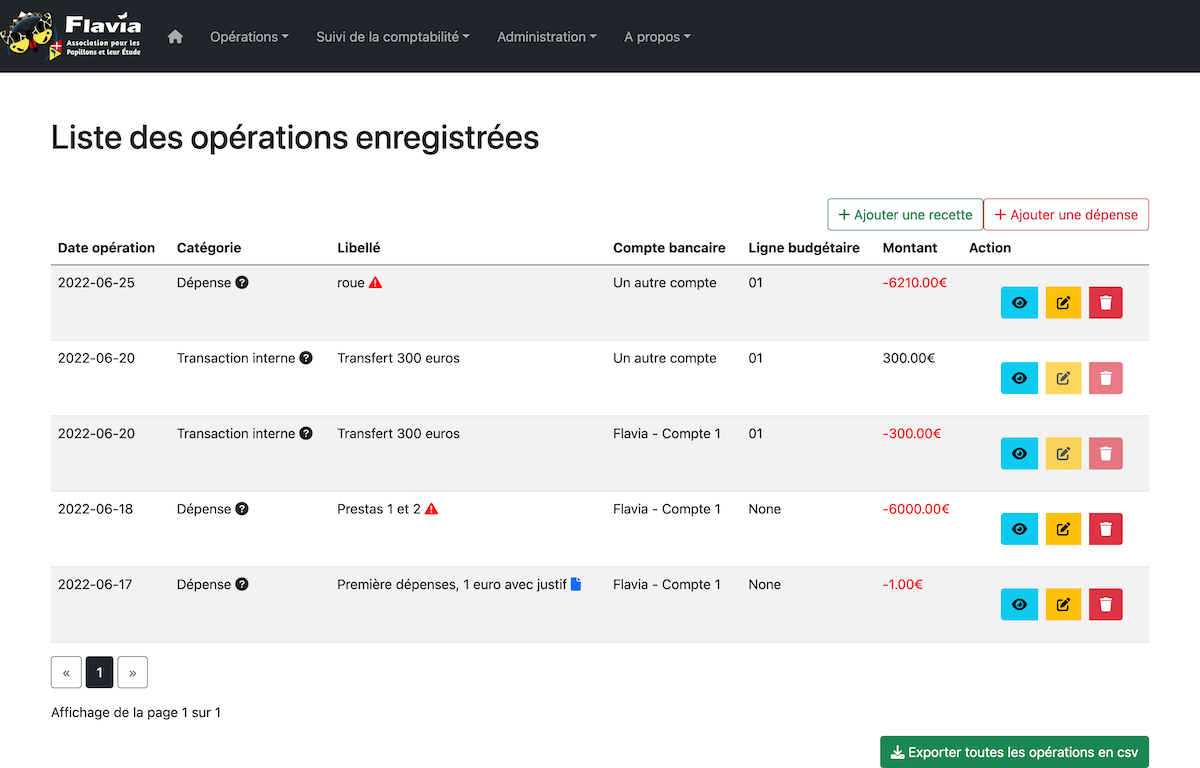 Flavia
Association pour les
Papillons et leur Étude
Opérations
Suivi de la comptabilité
Administration
A propos
Liste des opérations enregistrées
+ Ajouter une recette
+ Ajouter une dépense
Date opération Catégorie Libellé Compte bancaire Ligne budgétaire Montant Action
2022-06-25 Dépense ? roue Un autre compte 01 -6210.00€
2022-06-20 Transaction interne ? Transfert 300 euros Un autre compte 01 300.00€
2022-06-20 Transaction interne ? Transfert 300 euros Flavia - Compte 1 01 -300.00€
2022-06-18 Dépense ? Prestas 1 et 2 Flavia - Compte 1 None -6000.00€
2022-06-17 Dépense ? Première dépenses, 1 euro avec justif Flavia - Compte 1 None -1.00€
« 1 »
Affichage de la page 1 sur 1
Exporter toutes les opérations en csv